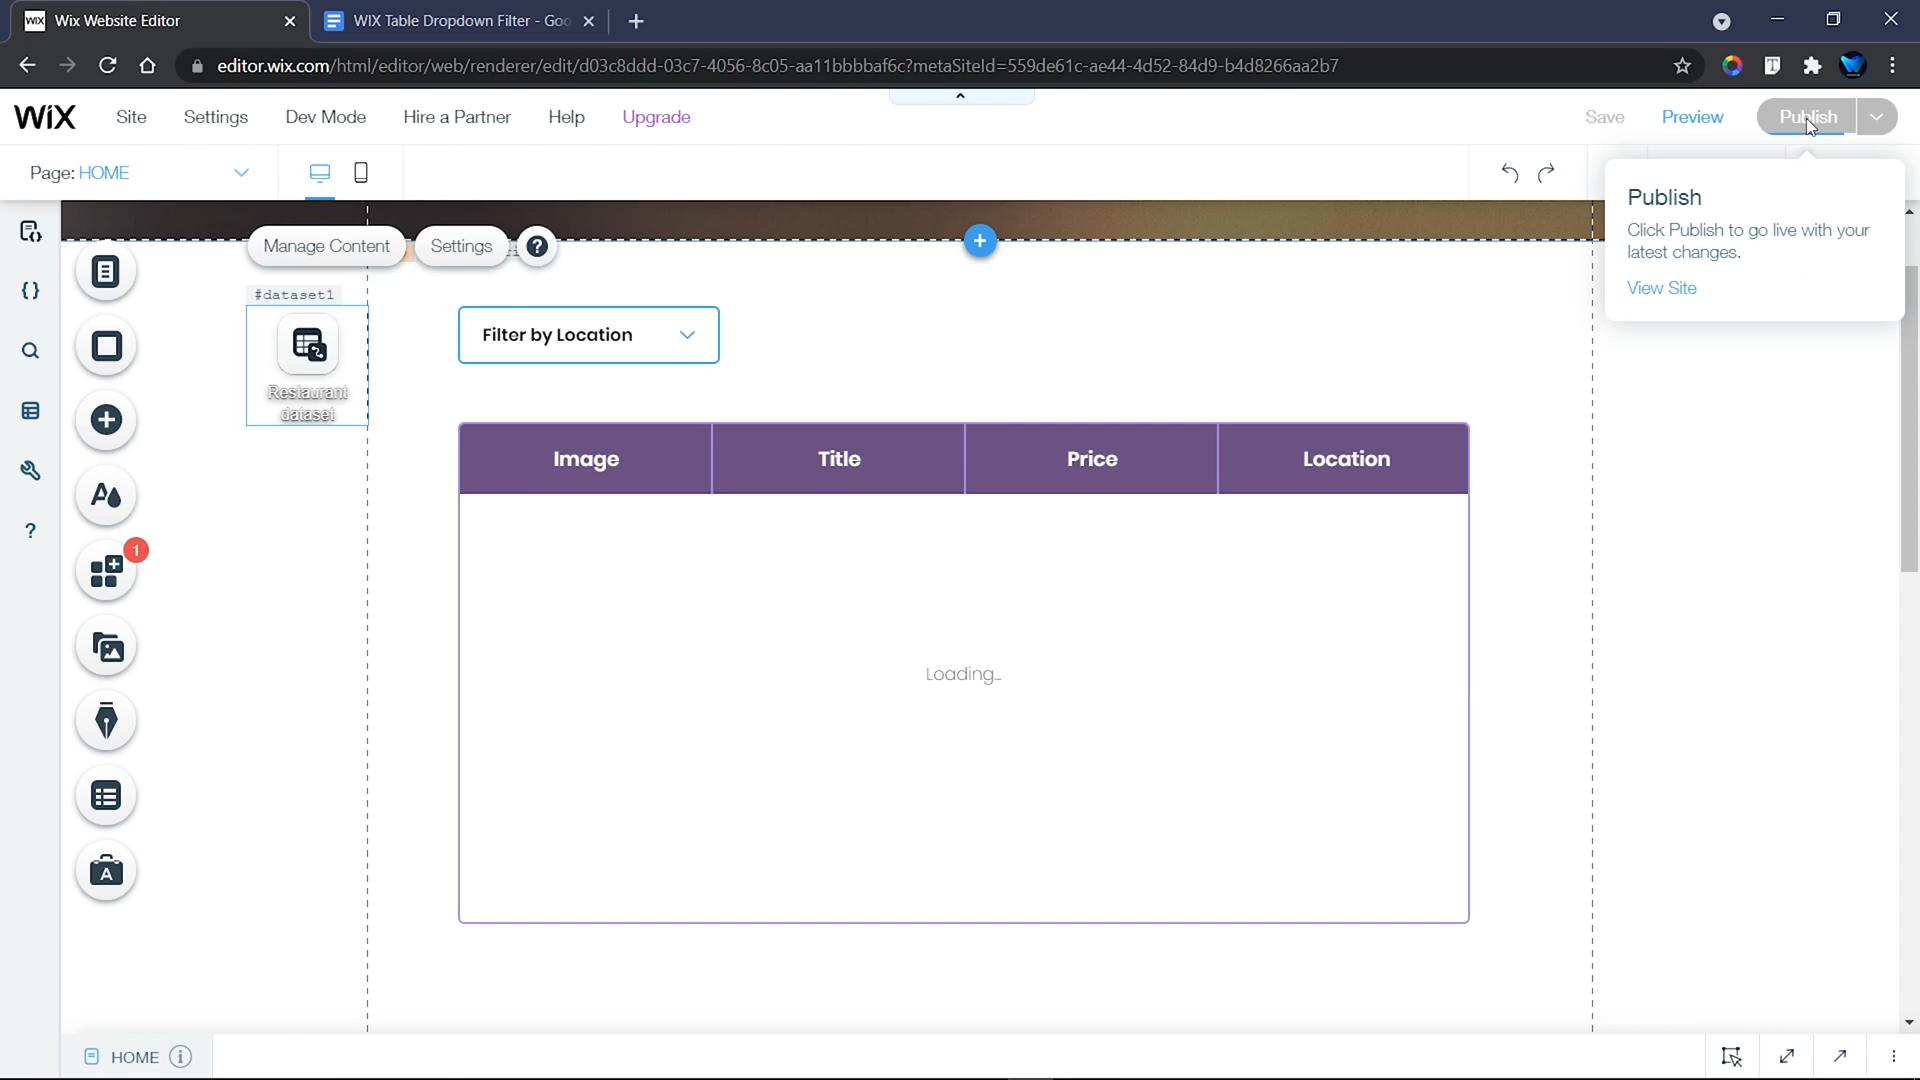 WIX Wix Website Editor
WIX Table Dropdown Filter - Goo
editor.wix.com/html/editor/web/renderer/edit/d03c8ddd-03c7-4056-8c05-aa11bbbbaf6c?metaSiteId=559de61c-ae44-4d52-84d9-b4d8266aa2b7
WiX Site Settings Dev Mode Hire a Partner Help Upgrade Save Preview Publish
Page: HOME
Publish
Click Publish to go live with your
latest changes.
View Site
Manage Content Settings ?
#dataset1
Restaurant
dataset
Filter by Location
Image Title Price Location
Loading...
1
?
A
A
HOME i